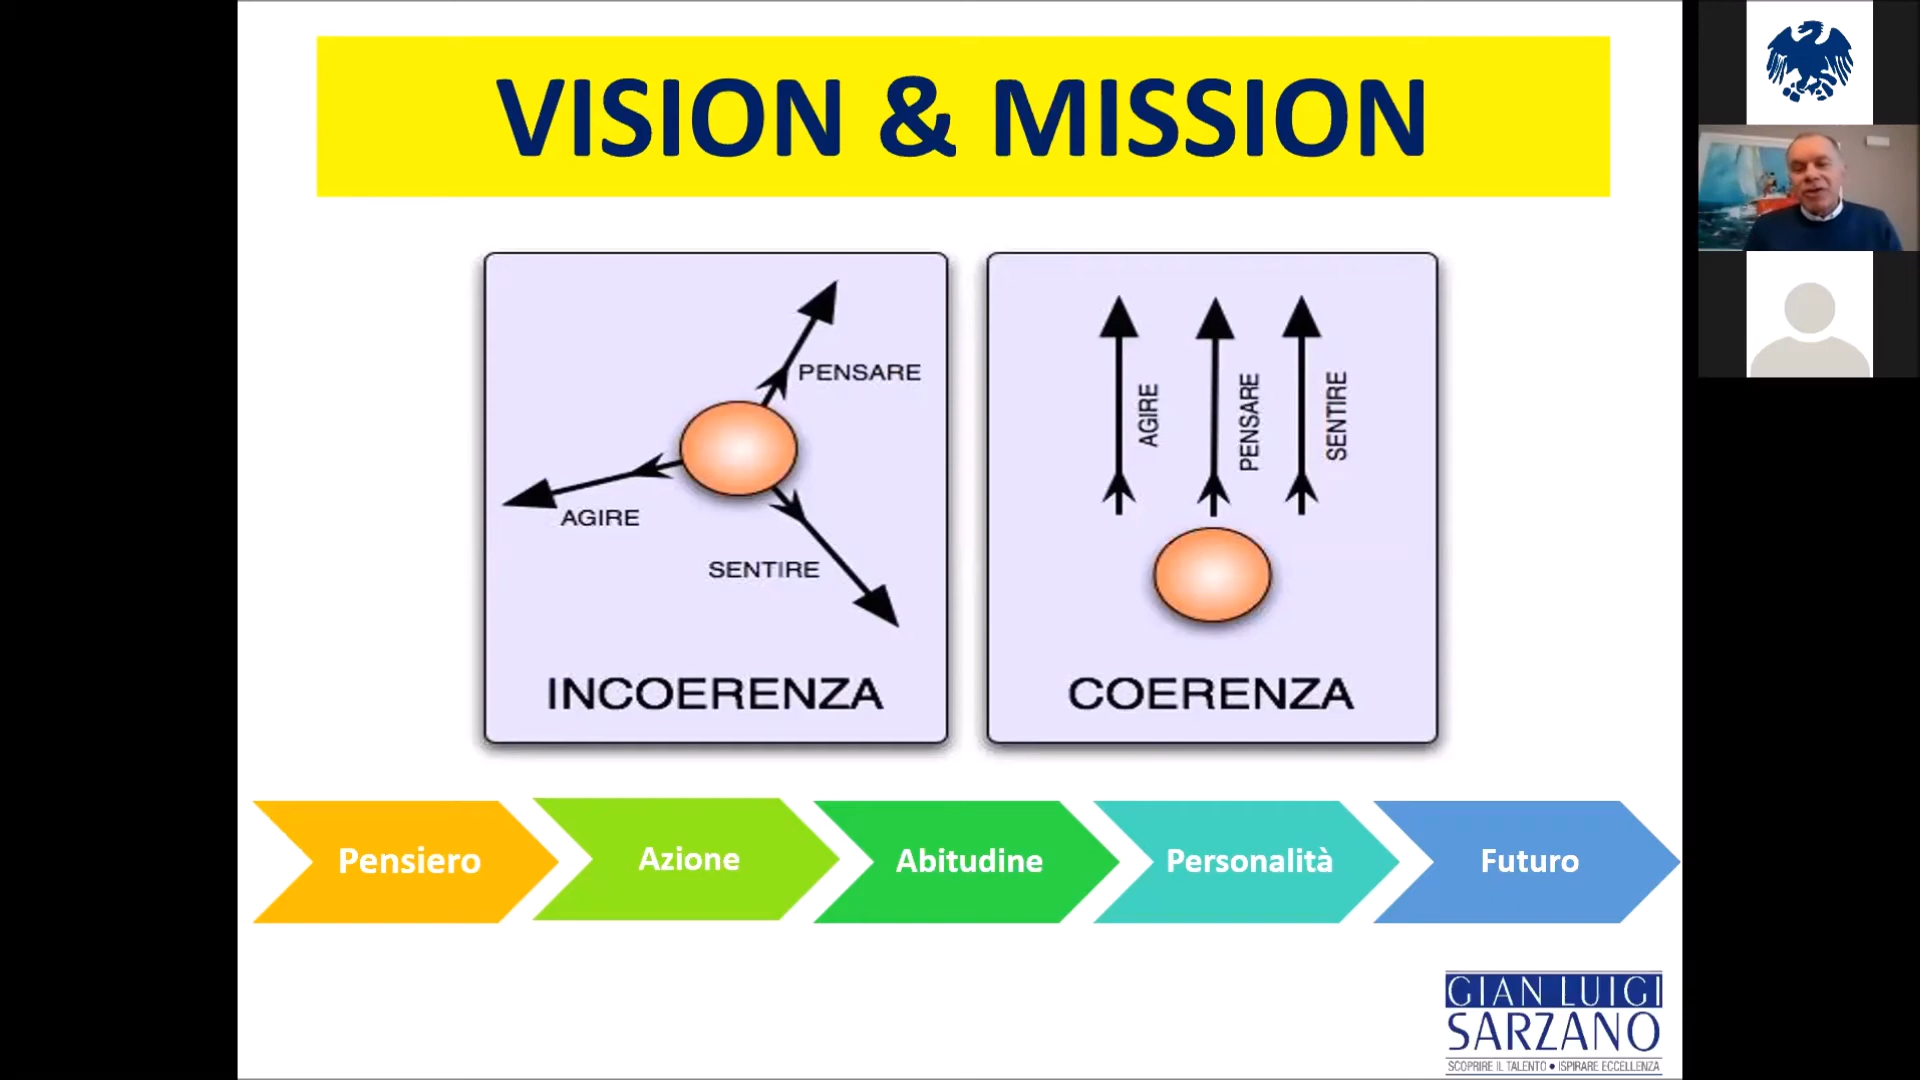 VISION & MISSION
PENSARE
AGIRE
SENTIRE
INCOERENZA
AGIRE
PENSARE
SENTIRE
COERENZA
Pensiero
Azione
Abitudine
Personalità
Futuro
GIAN LUIGI
SARZANO
SCOPRIRE IL TALENTO • ISPIRARE ECCELLENZA